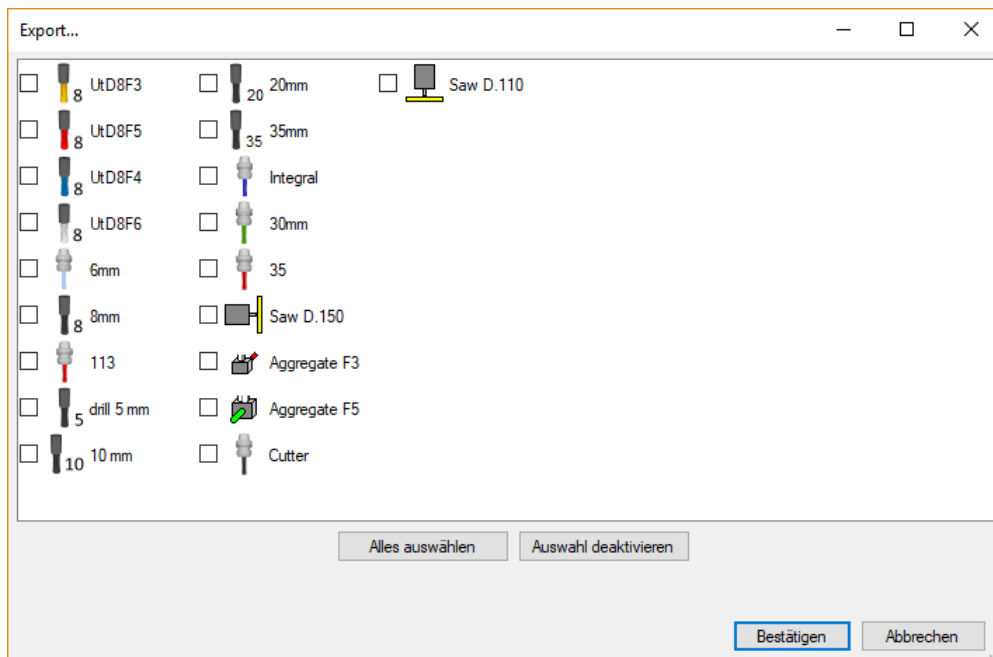 Export...
8 UtD8F3
8 UtD8F5
8 UtD8F4
8 UtD8F6
6mm
8 8mm
113
5 drill 5 mm
10 10 mm
20 20mm
35 35mm
Integral
30mm
35
Saw D.150
Aggregate F3
Aggregate F5
Cutter
Saw D.110
Alles auswählen
Auswahl deaktivieren
Bestätigen
Abbrechen